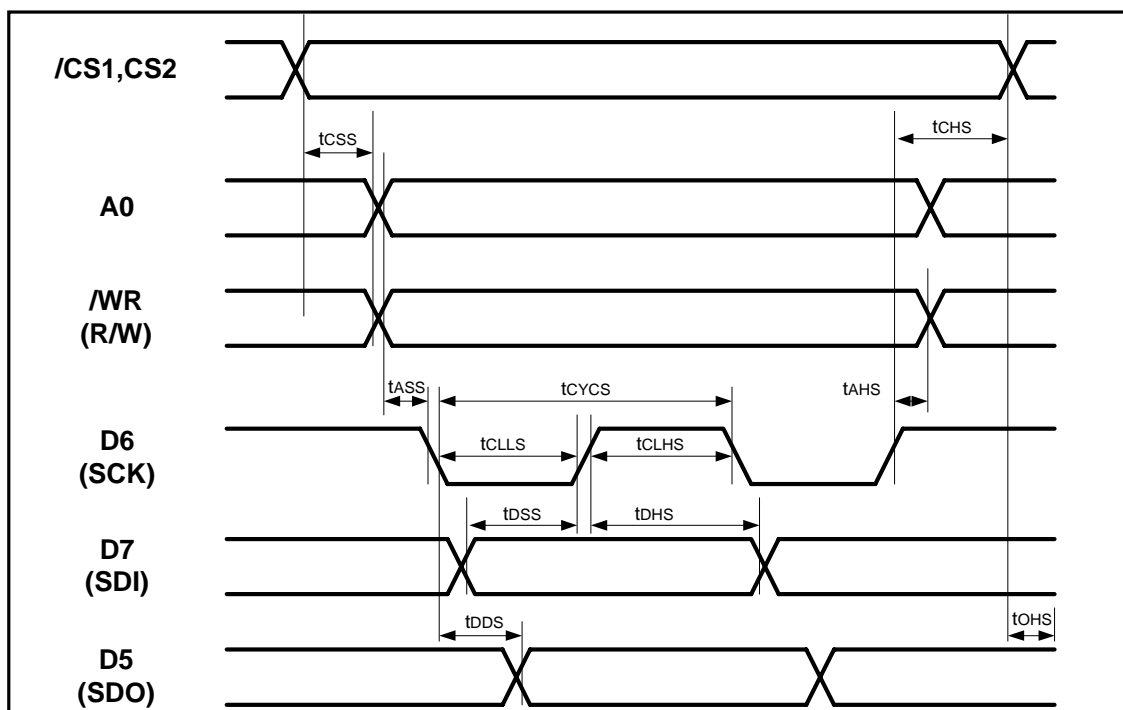 /CS1,CS2
tCSS
tCHS
A0
/WR
(R/W)
tASS
tCYCS
tAHS
D6
(SCK)
tCLLS
tCLHS
tDSS
tDHS
D7
(SDI)
tDDS
tOHS
D5
(SDO)